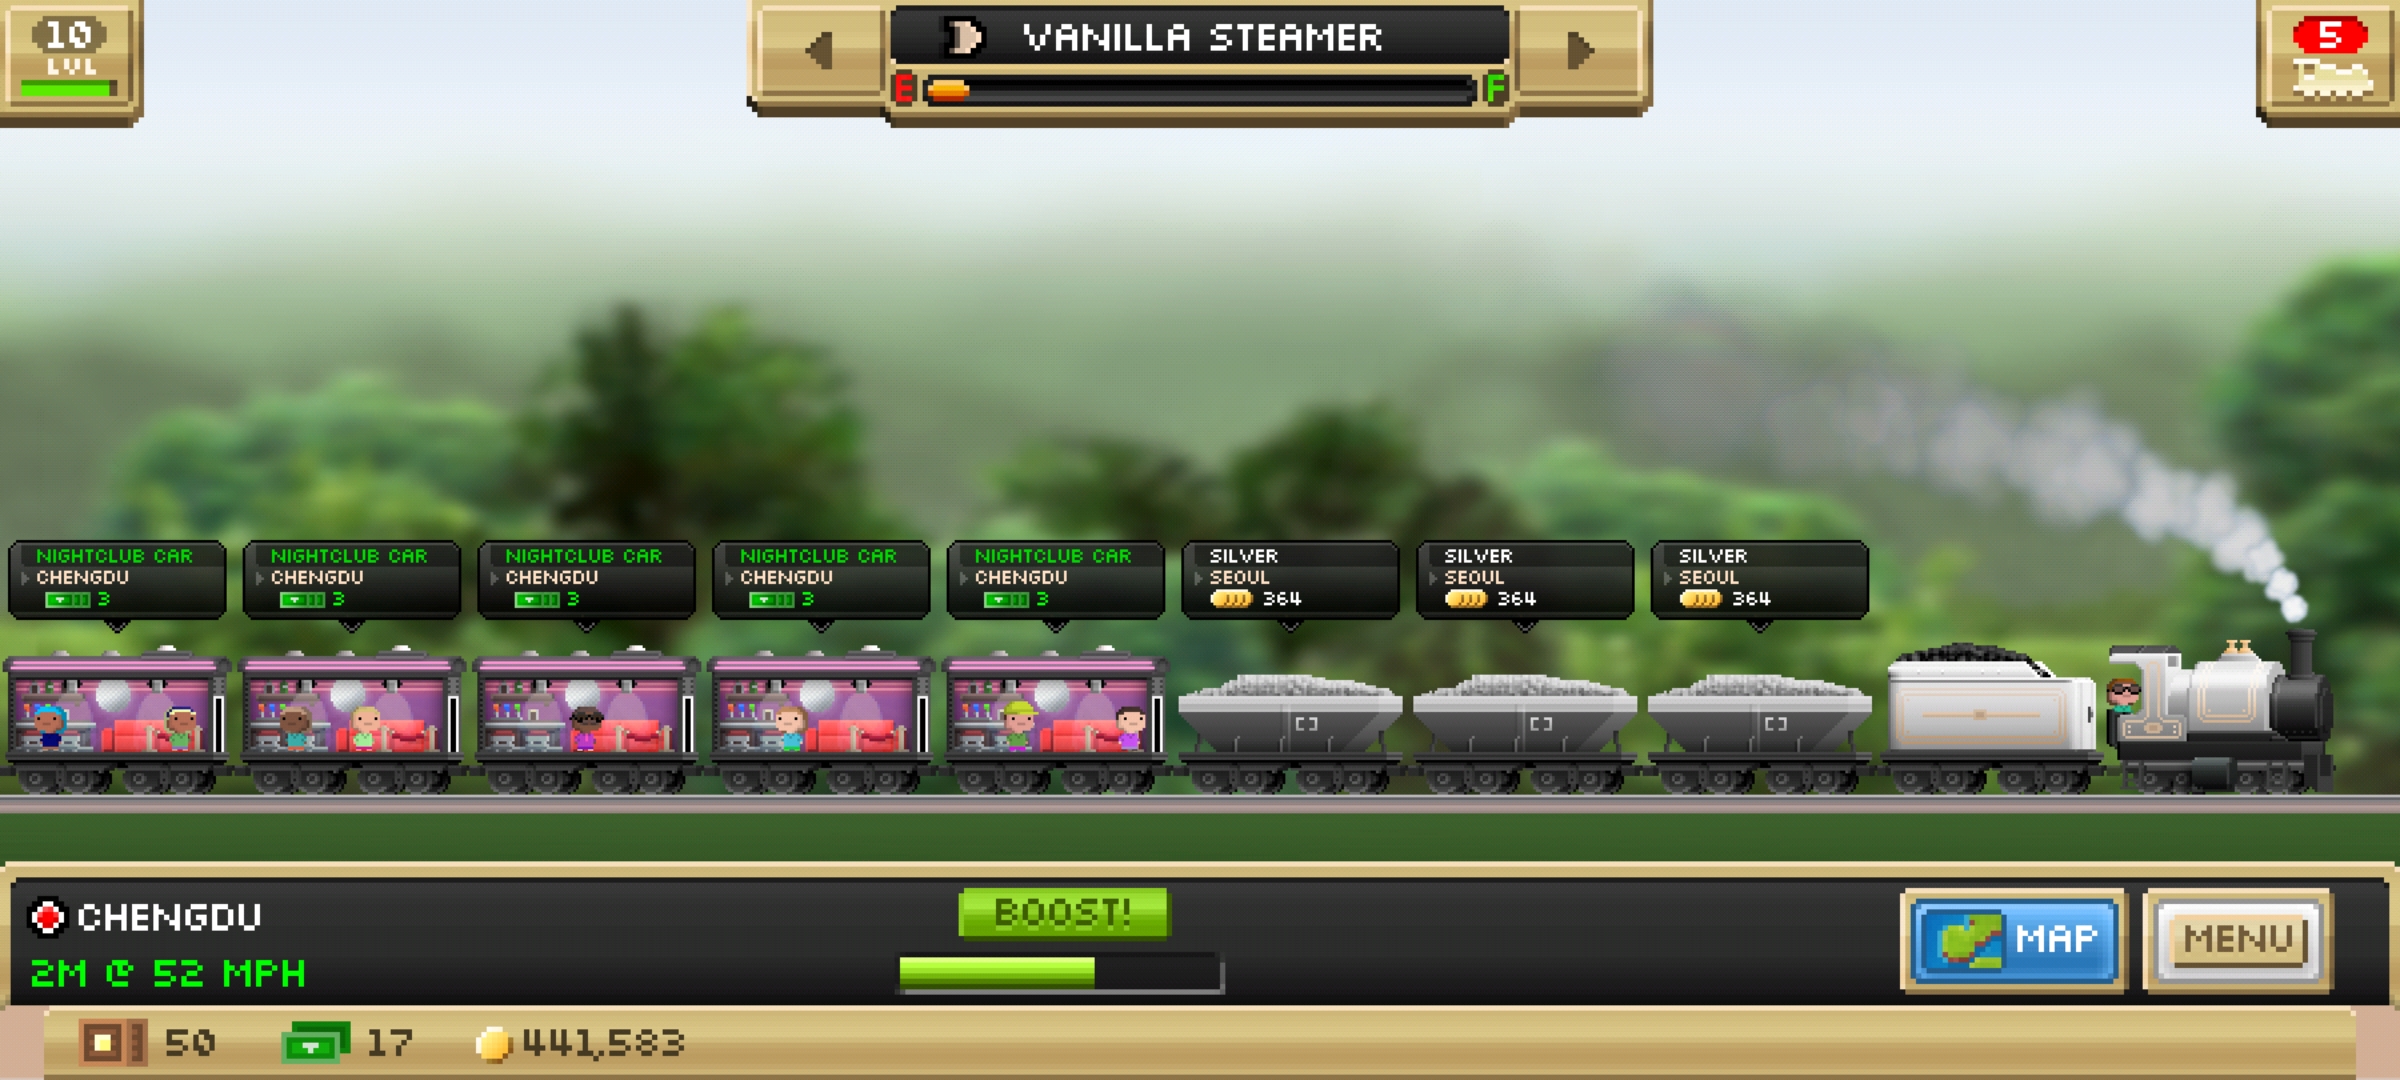 10
LVL
VANILLA STEAMER
E
F
5
NIGHTCLUB CAR
CHENGDU
3
NIGHTCLUB CAR
CHENGDU
3
NIGHTCLUB CAR
CHENGDU
3
NIGHTCLUB CAR
CHENGDU
3
NIGHTCLUB CAR
CHENGDU
3
SILVER
SEOUL
364
SILVER
SEOUL
364
SILVER
SEOUL
364
CHENGDU
2M @ 52 MPH
BOOST!
MAP
MENU
50
17
441,583